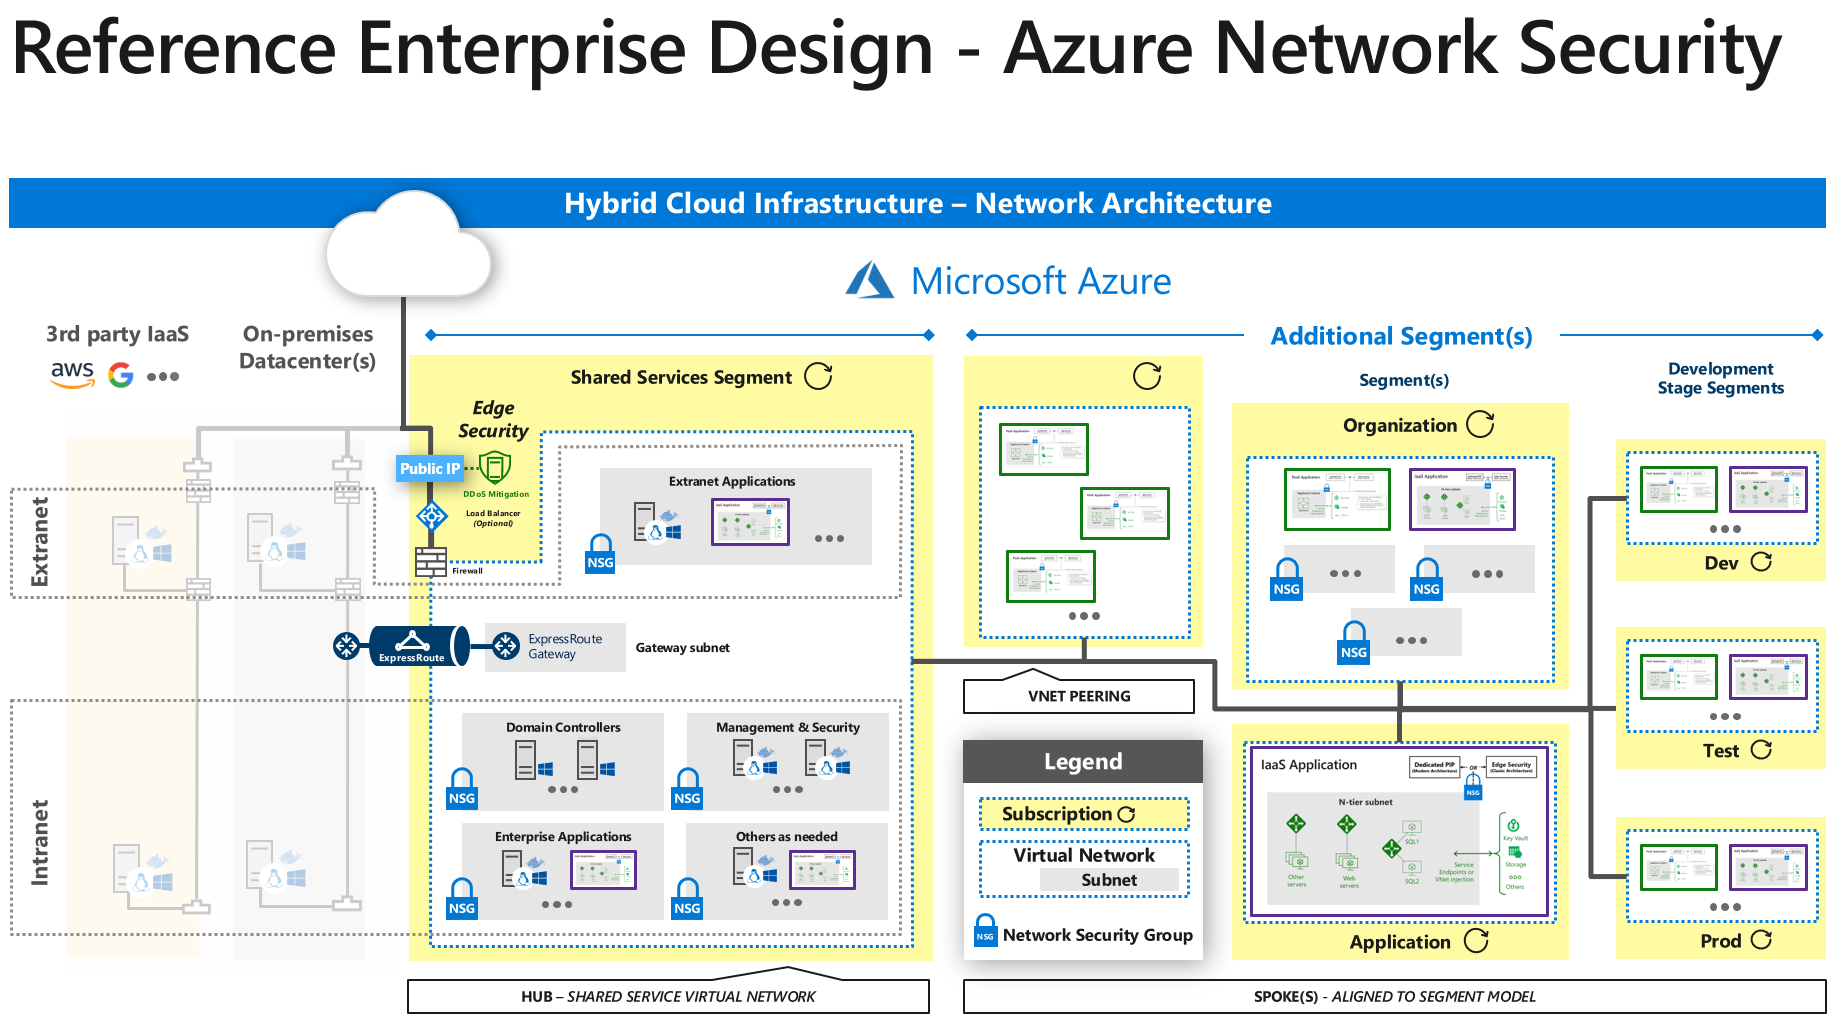 Reference Enterprise Design - Azure Network Security
Hybrid Cloud Infrastructure – Network Architecture
Microsoft Azure
3rd party IaaS
aws
G
On-premises
Datacenter(s)
Extranet
Intranet
Shared Services Segment
Edge
Security
Public IP
DDoS Mitigation
Load Balancer
(Optional)
Firewall
Extranet Applications
NSG
ExpressRoute
ExpressRoute
Gateway
Gateway subnet
Domain Controllers
NSG
Management & Security
NSG
Enterprise Applications
NSG
Others as needed
NSG
HUB – SHARED SERVICE VIRTUAL NETWORK
Additional Segment(s)
VNET PEERING
Legend
Subscription
Virtual Network
Subnet
NSG
Network Security Group
Segment(s)
Organization
PaaS Application
IaaS Application
NSG
NSG
NSG
IaaS Application
Dedicated PIP
(Modern Architecture)
OR
Edge Security
(Classic Architecture)
NSG
N-tier subnet
Other
servers
Web
servers
SQL1
SQL2
Service
Endpoints or
VNet injection
Key Vault
Storage
Others
Application
Development
Stage Segments
Dev
Test
Prod
SPOKE(S) - ALIGNED TO SEGMENT MODEL